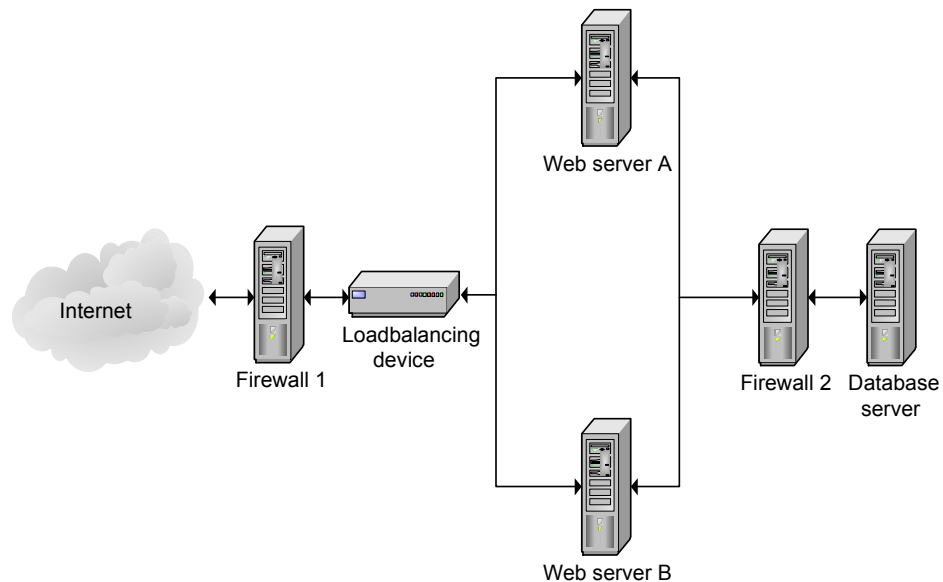 Web server A
Internet
Firewall 1
Loadbalancing
device
Firewall 2
Database
server
Web server B